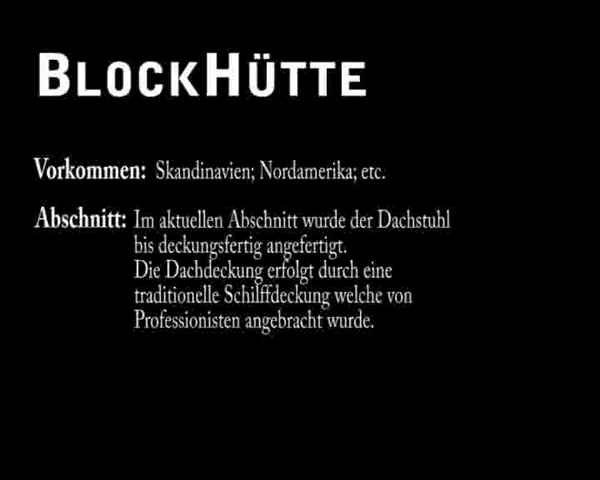 BLOCKHÜTTE
Vorkommen: Skandinavien; Nordamerika; etc.
Abschnitt: Im aktuellen Abschnitt wurde der Dachstuhl
bis deckungsfertig angefertigt.
Die Dachdeckung erfolgt durch eine
traditionelle Schilffdeckung welche von
Professionisten angebracht wurde.